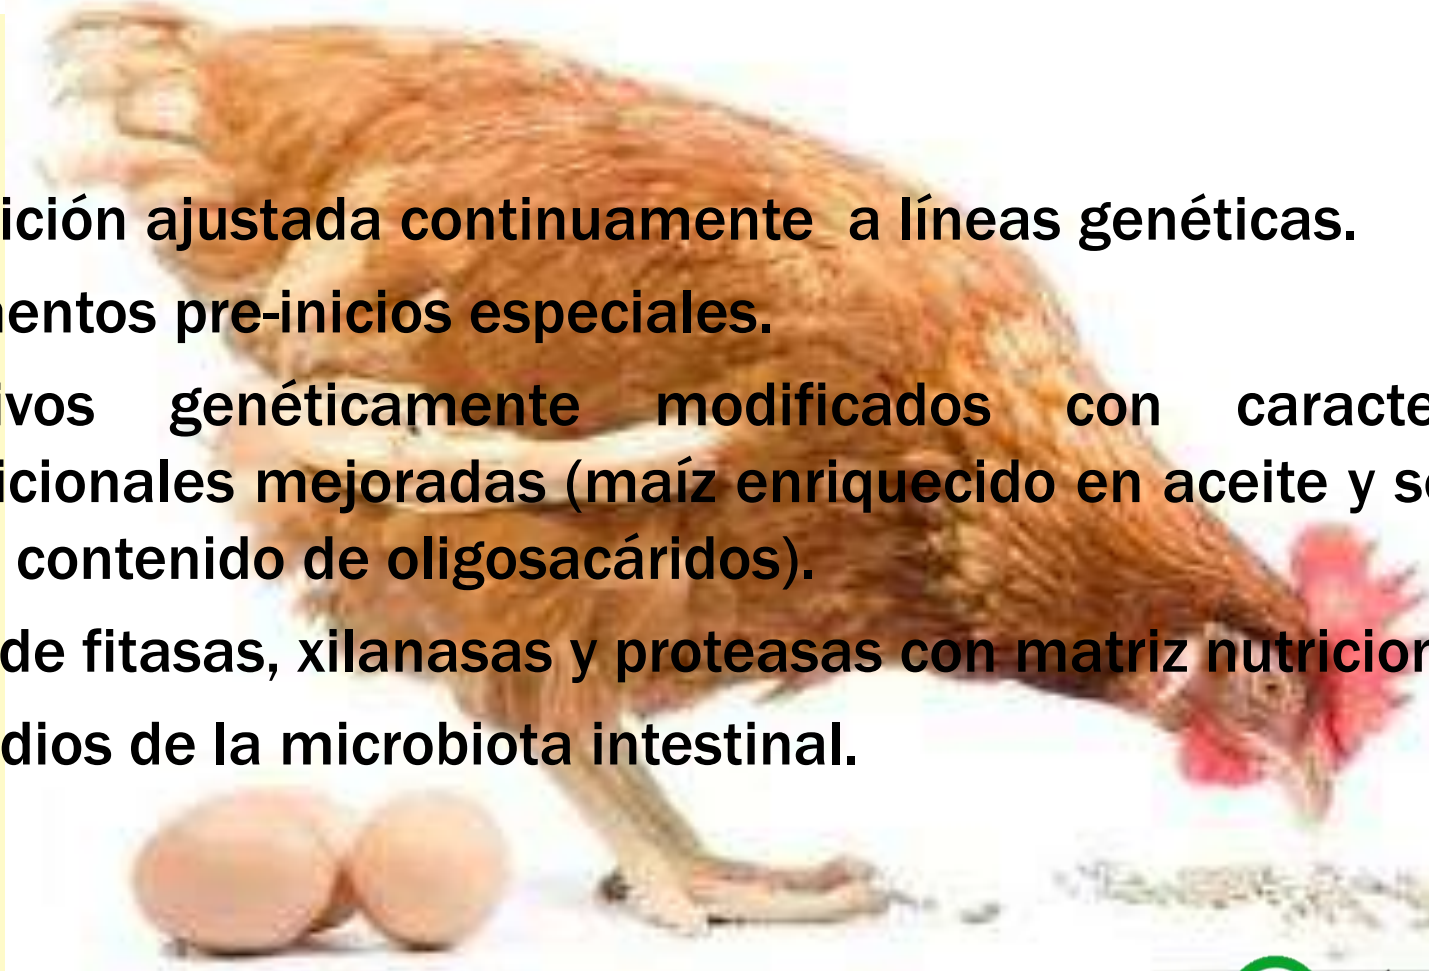 ición ajustada continuamente a líneas genéticas.
entos pre-inicios especiales.
ivos genéticamente modificados con caracte
icionales mejoradas (maíz enriquecido en aceite y s
contenido de oligosacáridos).
de fitasas, xilanasas y proteasas con matriz nutricion
dios de la microbiota intestinal.